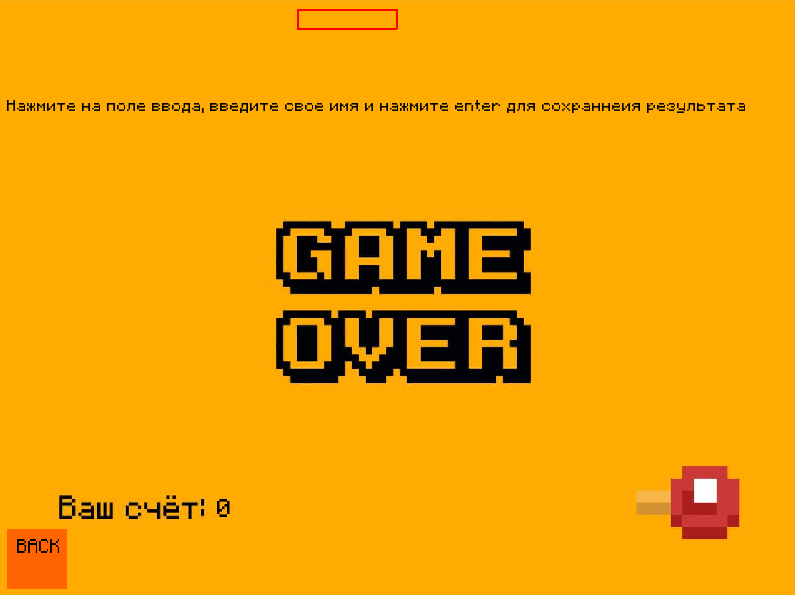 Нажмите на поле ввода, введите свое имя и нажмите enter для сохраннеия результата
GAME
OVER
Ваш счёт: 0
BACK